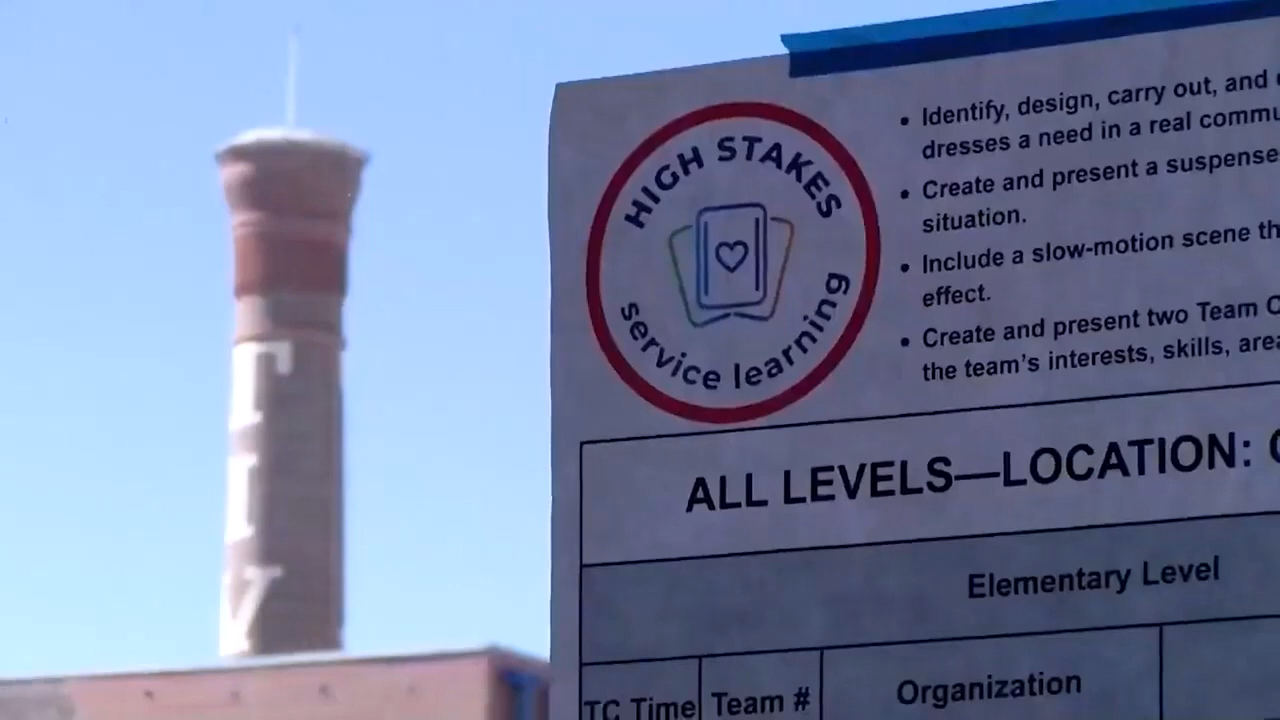 HIGH STAKES
service learning
• Identify, design, carry out, and
dresses a need in a real commu
• Create and present a suspense
situation.
• Include a slow-motion scene th
effect.
• Create and present two Team C
the team's interests, skills, area
ALL LEVELS—LOCATION:
Elementary Level
TC Time
Team #
Organization